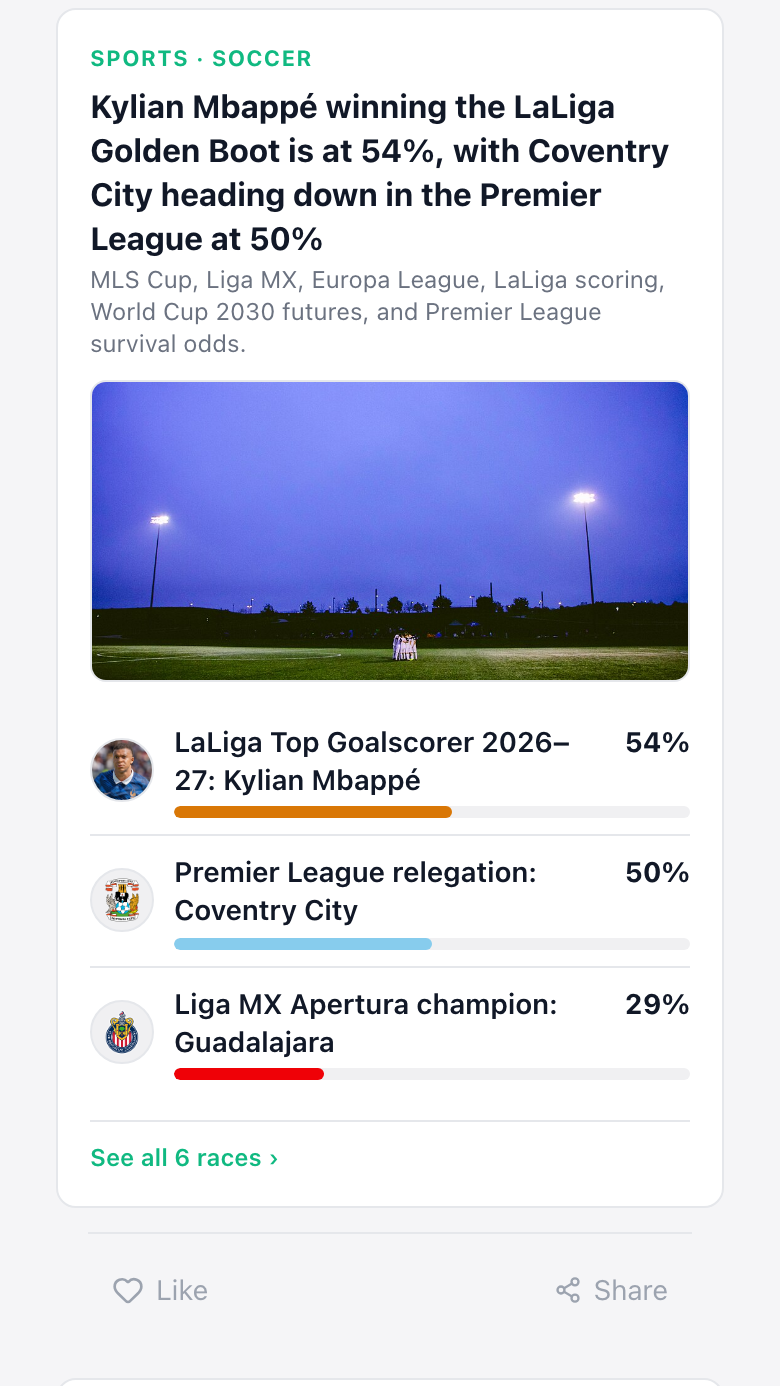 SPORTS · SOCCER
Kylian Mbappé winning the LaLiga
Golden Boot is at 54%, with Coventry
City heading down in the Premier
League at 50%
MLS Cup, Liga MX, Europa League, LaLiga scoring,
World Cup 2030 futures, and Premier League
survival odds.
LaLiga Top Goalscorer 2026– 54%
27: Kylian Mbappé
Premier League relegation: 50%
Coventry City
Liga MX Apertura champion: 29%
Guadalajara
See all 6 races ›
Like Share